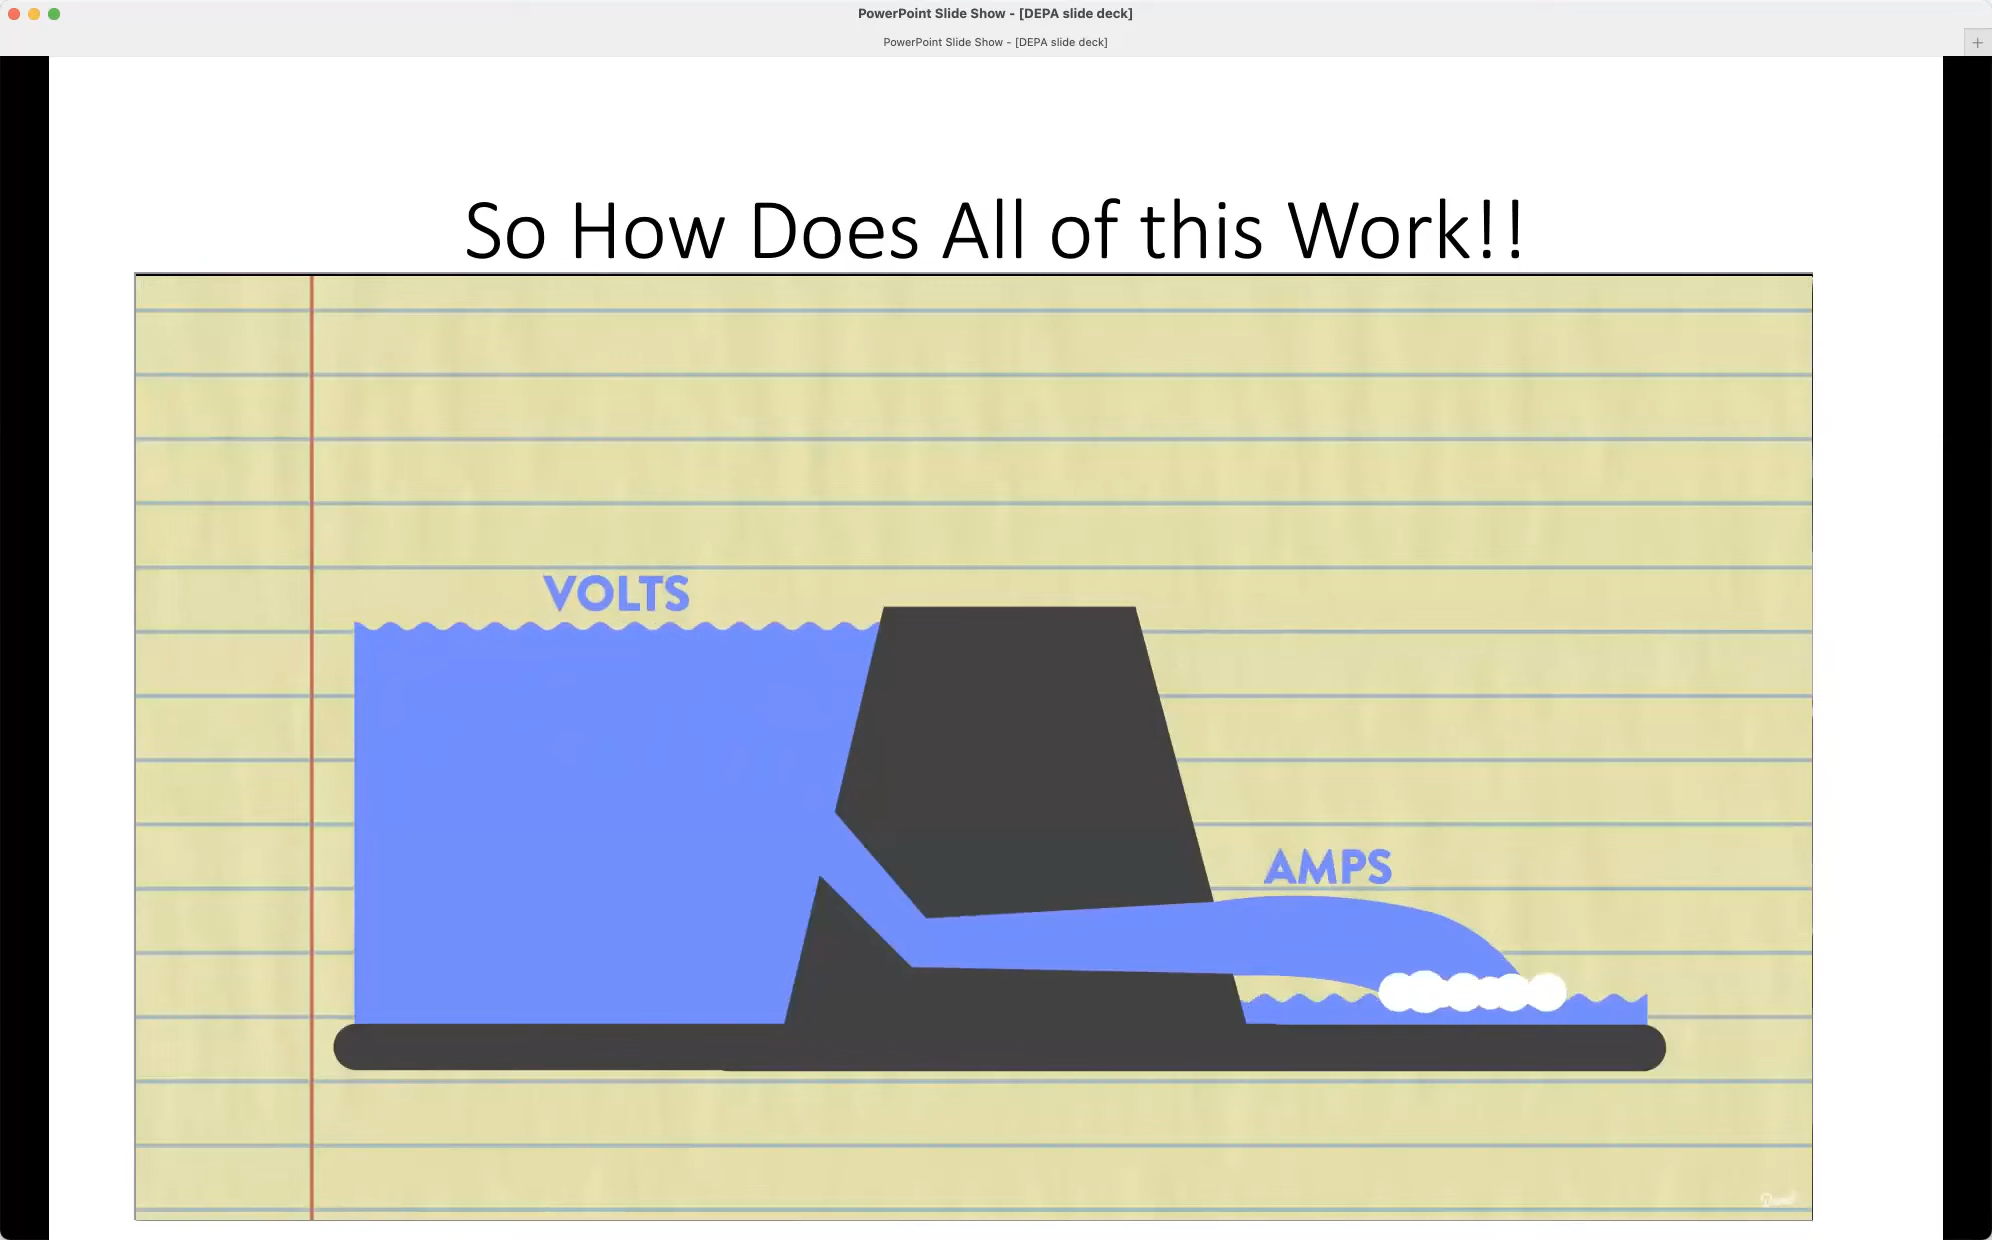 PowerPoint Slide Show - [DEPA slide deck]
PowerPoint Slide Show - [DEPA slide deck]
So How Does All of this Work!!
VOLTS
AMPS